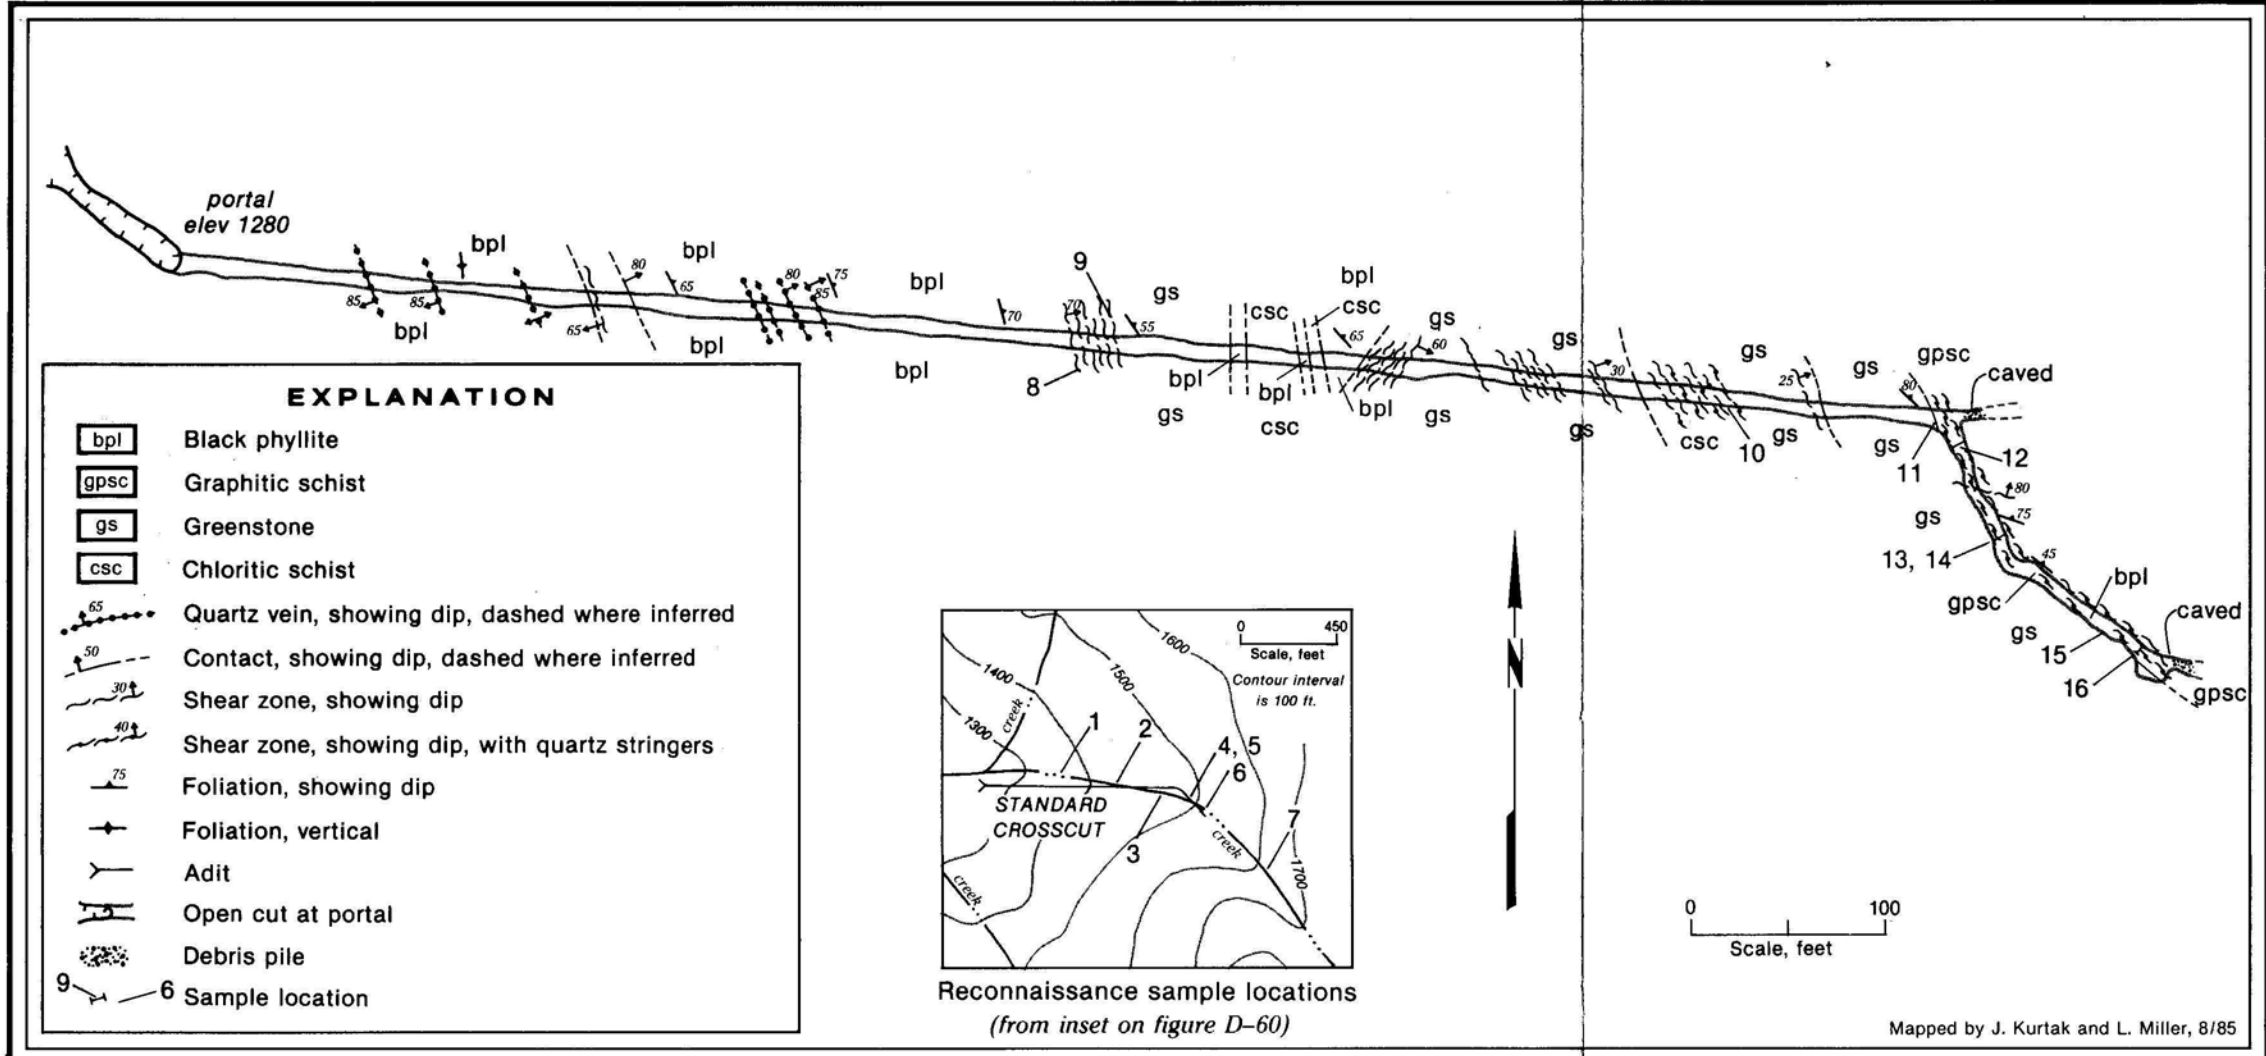 portal
elev 1280
bpl
bpl
85
85
bpl
80
65
65
bpl
80
75
85
bpl
bpl
70
9
70
8
gs
55
bpl
gs
csc
bpl
csc
bpl
csc
65
bpl
gs
60
gs
gs
30
gs
csc
10
gs
gs
25
gs
gs
80
gpsc
caved
11
12
80
75
gs
13, 14
45
bpl
gpsc
gs
caved
15
16
gpsc
EXPLANATION
bpl Black phyllite
gpsc Graphitic schist
gs Greenstone
csc Chloritic schist
65 Quartz vein, showing dip, dashed where inferred
50 Contact, showing dip, dashed where inferred
30 Shear zone, showing dip
40 Shear zone, showing dip, with quartz stringers
75 Foliation, showing dip
Foliation, vertical
Adit
Open cut at portal
Debris pile
9 6 Sample location
0 450
Scale, feet
Contour interval
is 100 ft.
1600
1500
1400
1300
creek
1
2
4, 5
6
STANDARD
CROSSCUT
3
creek
7
1700
creek
Reconnaissance sample locations
(from inset on figure D-60)
N
0 100
Scale, feet
Mapped by J. Kurtak and L. Miller, 8/85